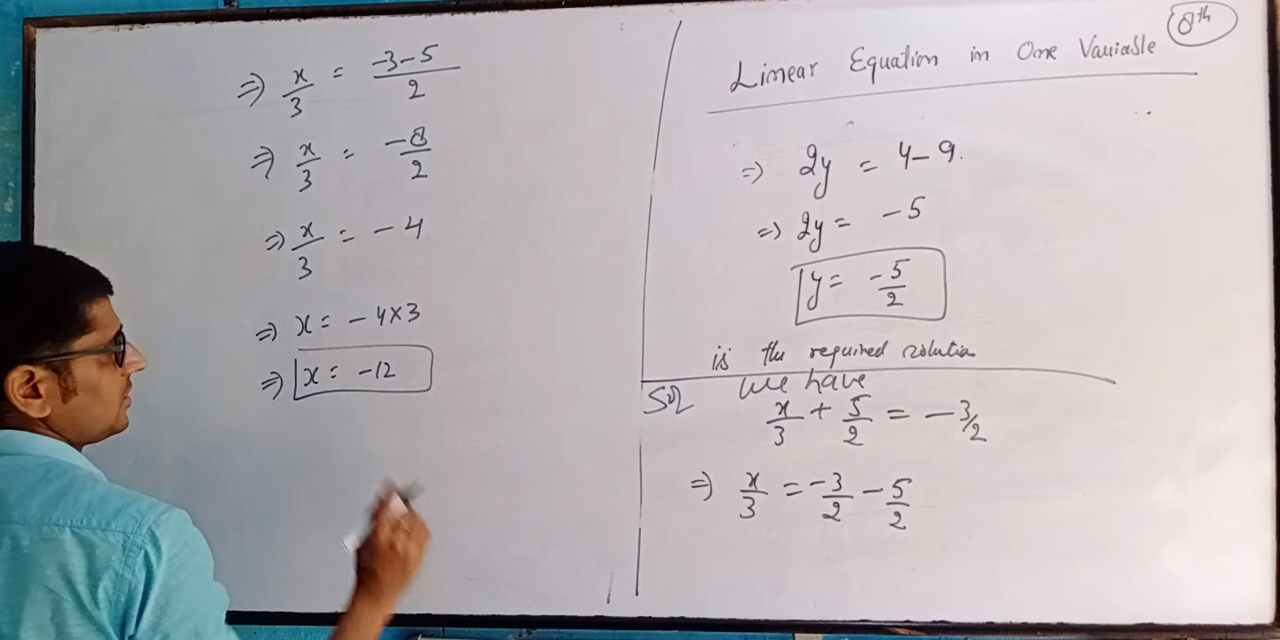 8th
Linear Equation in One Variable
=> 2y = 4-9.
=> 2y = -5
y = -5/2
is the required solution
Sol we have
x/3 + 5/2 = -3/2
=> x/3 = -3/2 - 5/2
=> x/3 = -3-5/2
=> x/3 = -8/2
=> x/3 = -4
=> x = -4×3
=> x = -12